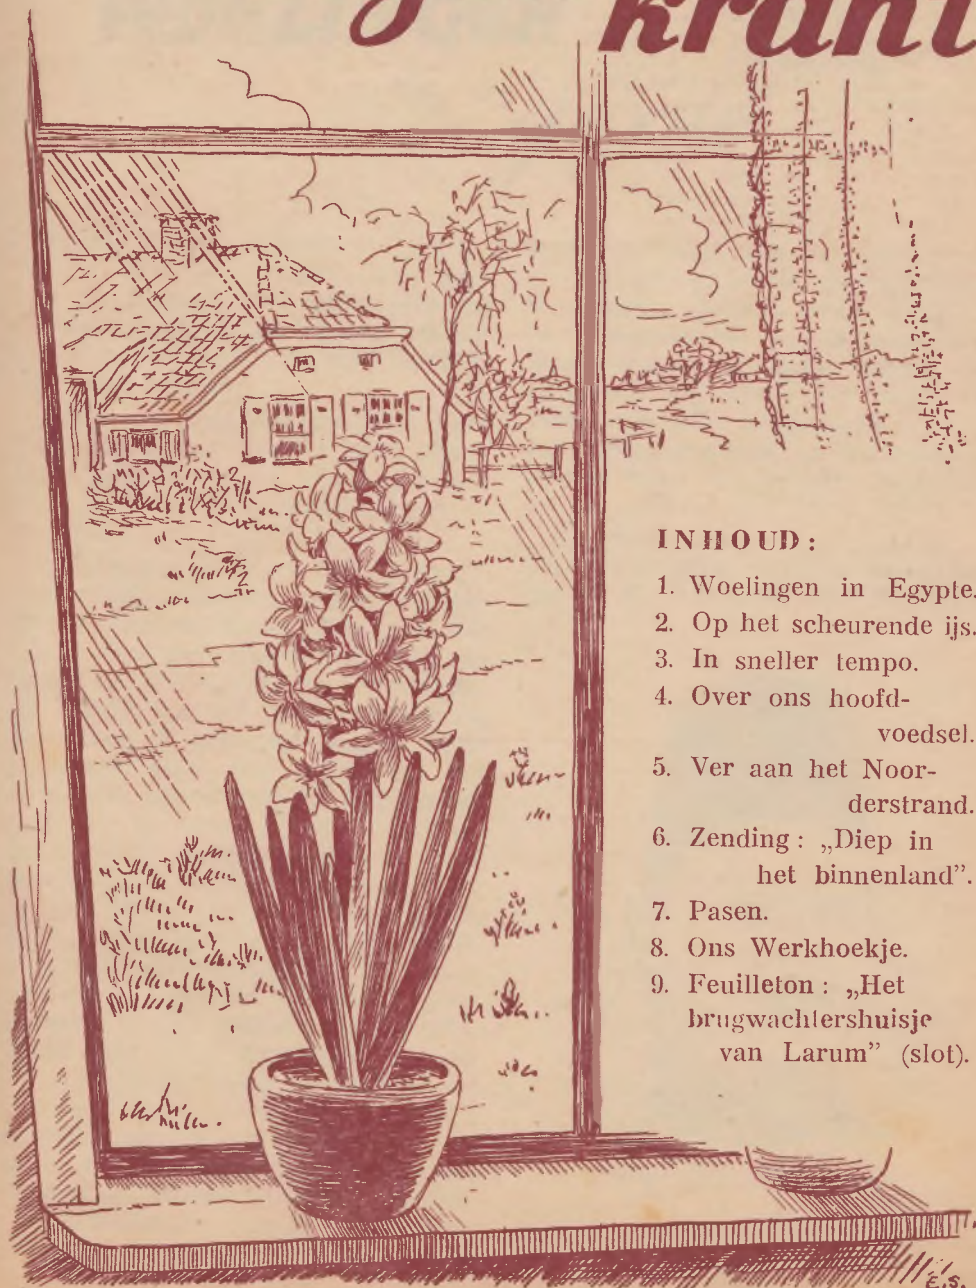 INHOUD:
1. Woelingen in Egypte.
2. Op het scheurende ijs.
3. In sneller tempo.
4. Over ons hoofd-
voedsel.
5. Ver aan het Noor-
derstrand.
6. Zending: „Diep in
het binnenland”.
7. Pasen.
8. Ons Werkhoekje.
9. Feuilleton: „Het
brugwachtershuisje
van Larum” (slot).
E.S.